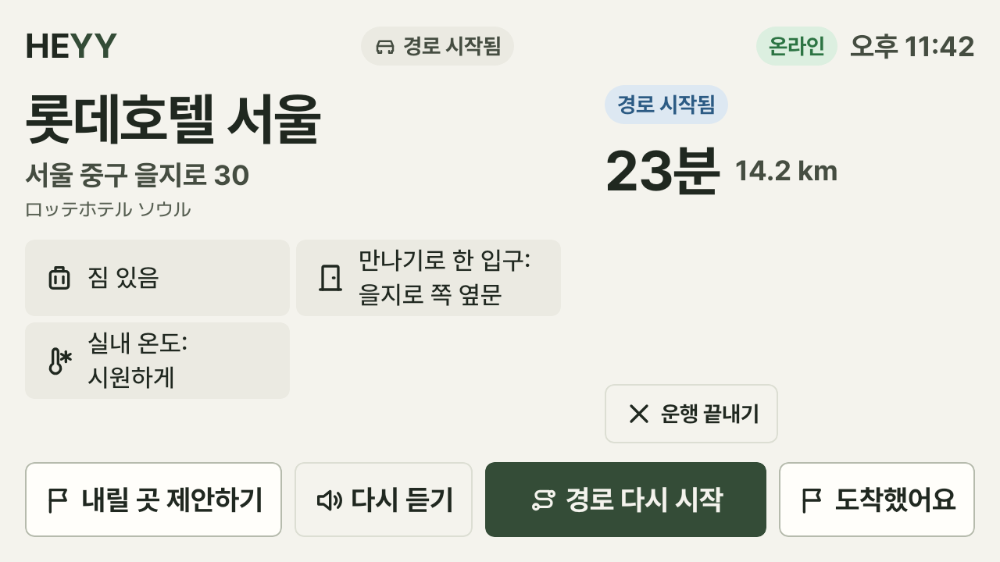 HEYY
경로 시작됨
온라인
오후 11:42
롯데호텔 서울
서울 중구 을지로 30
ロッテホテル ソウル
경로 시작됨
23분 14.2 km
짐 있음
만나기로 한 입구:
을지로 쪽 옆문
실내 온도:
시원하게
운행 끝내기
내릴 곳 제안하기
다시 듣기
경로 다시 시작
도착했어요